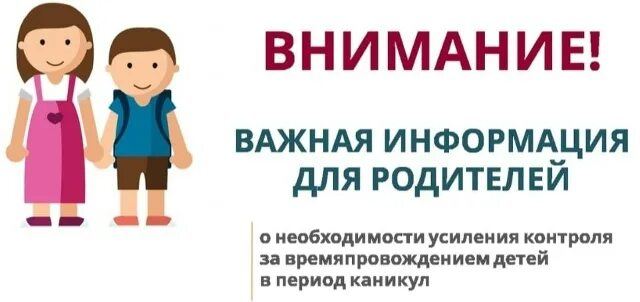 ВНИМАНИЕ!
ВАЖНАЯ ИНФОРМАЦИЯ
ДЛЯ РОДИТЕЛЕЙ
о необходимости усиления контроля
за времяпровождением детей
в период каникул